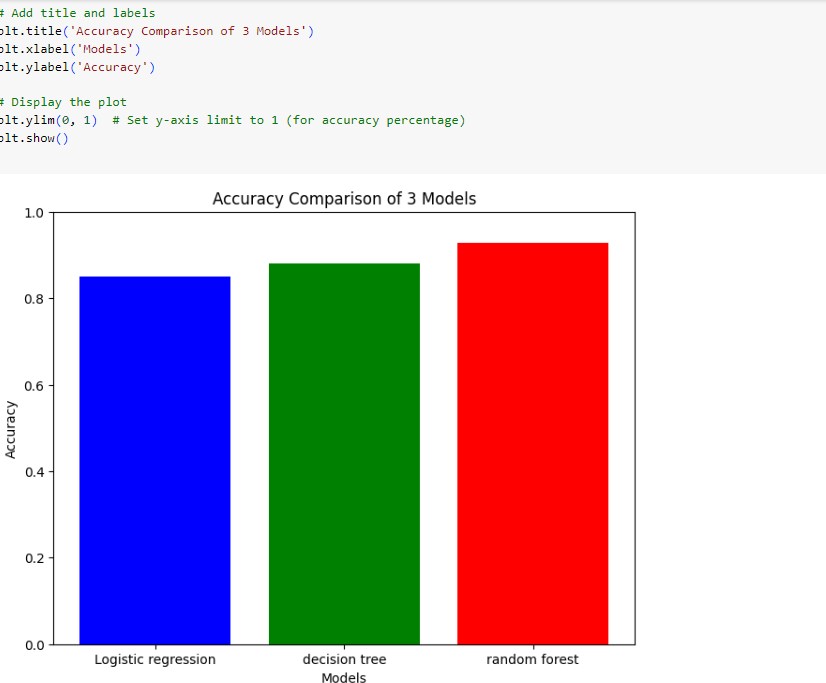 # Add title and labels
plt.title('Accuracy Comparison of 3 Models')
plt.xlabel('Models')
plt.ylabel('Accuracy')
# Display the plot
plt.ylim(0, 1)  # Set y-axis limit to 1 (for accuracy percentage)
plt.show()
Accuracy Comparison of 3 Models
1.0
0.8
0.6
0.4
0.2
0.0
Accuracy
Logistic regression
decision tree
random forest
Models